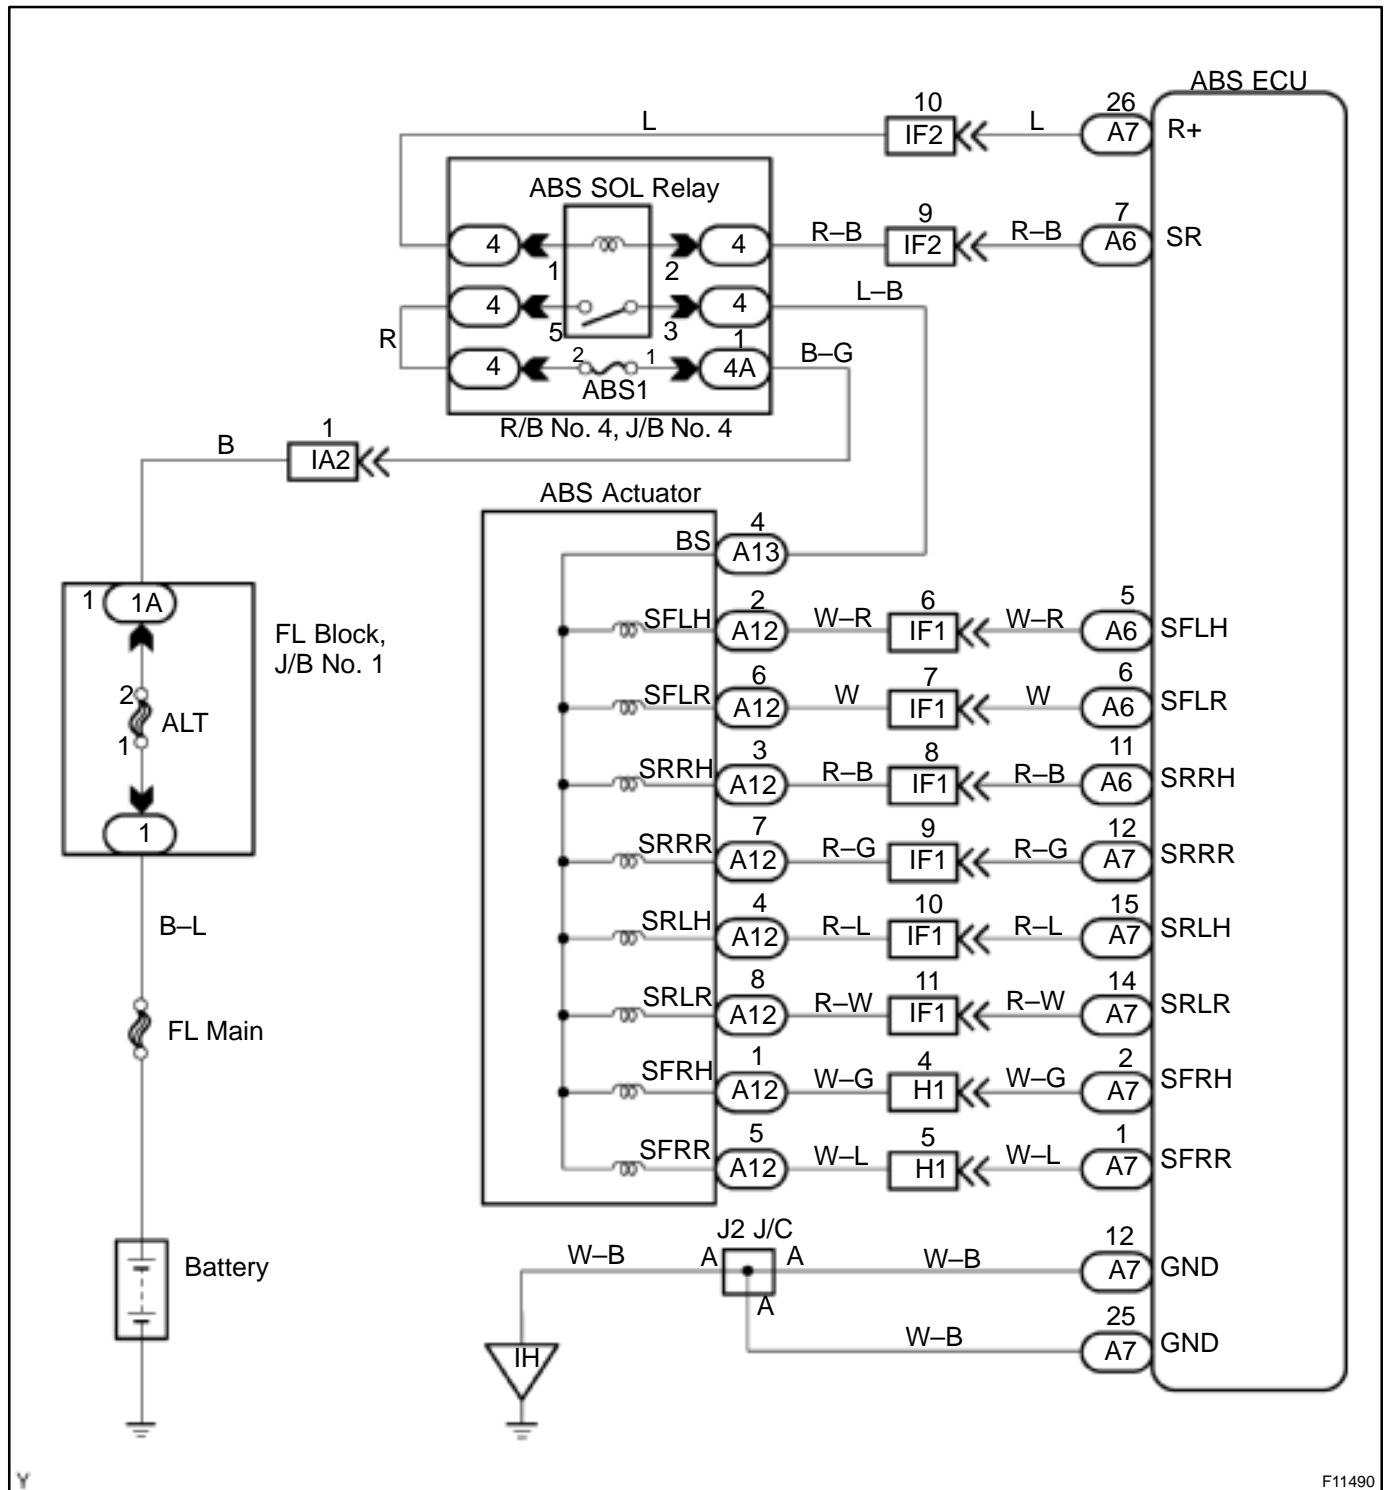 ABS ECU
10
26
L
IF2
L
A7
R+
ABS SOL Relay
9
7
4
4
R–B
IF2
R–B
A6
SR
1
2
L–B
4
4
R
5
3
1
2
1
B–G
4
ABS1
4A
R/B No. 4, J/B No. 4
B
1
IA2
ABS Actuator
4
BS
A13
1
1A
FL Block,
J/B No. 1
2
ALT
1
1
2
6
5
SFLH
A12
W–R
IF1
W–R
A6
SFLH
6
7
6
SFLR
A12
W
IF1
W
A6
SFLR
3
8
11
SRRH
A12
R–B
IF1
R–B
A6
SRRH
7
9
12
SRRR
A12
R–G
IF1
R–G
A7
SRRR
4
10
15
SRLH
A12
R–L
IF1
R–L
A7
SRLH
B–L
8
11
14
SRLR
A12
R–W
IF1
R–W
A7
SRLR
FL Main
1
4
2
SFRH
A12
W–G
H1
W–G
A7
SFRH
5
5
1
SFRR
A12
W–L
H1
W–L
A7
SFRR
J2 J/C
12
Battery
W–B
A
A
W–B
A7
GND
A
25
W–B
A7
GND
IH
Y
F11490